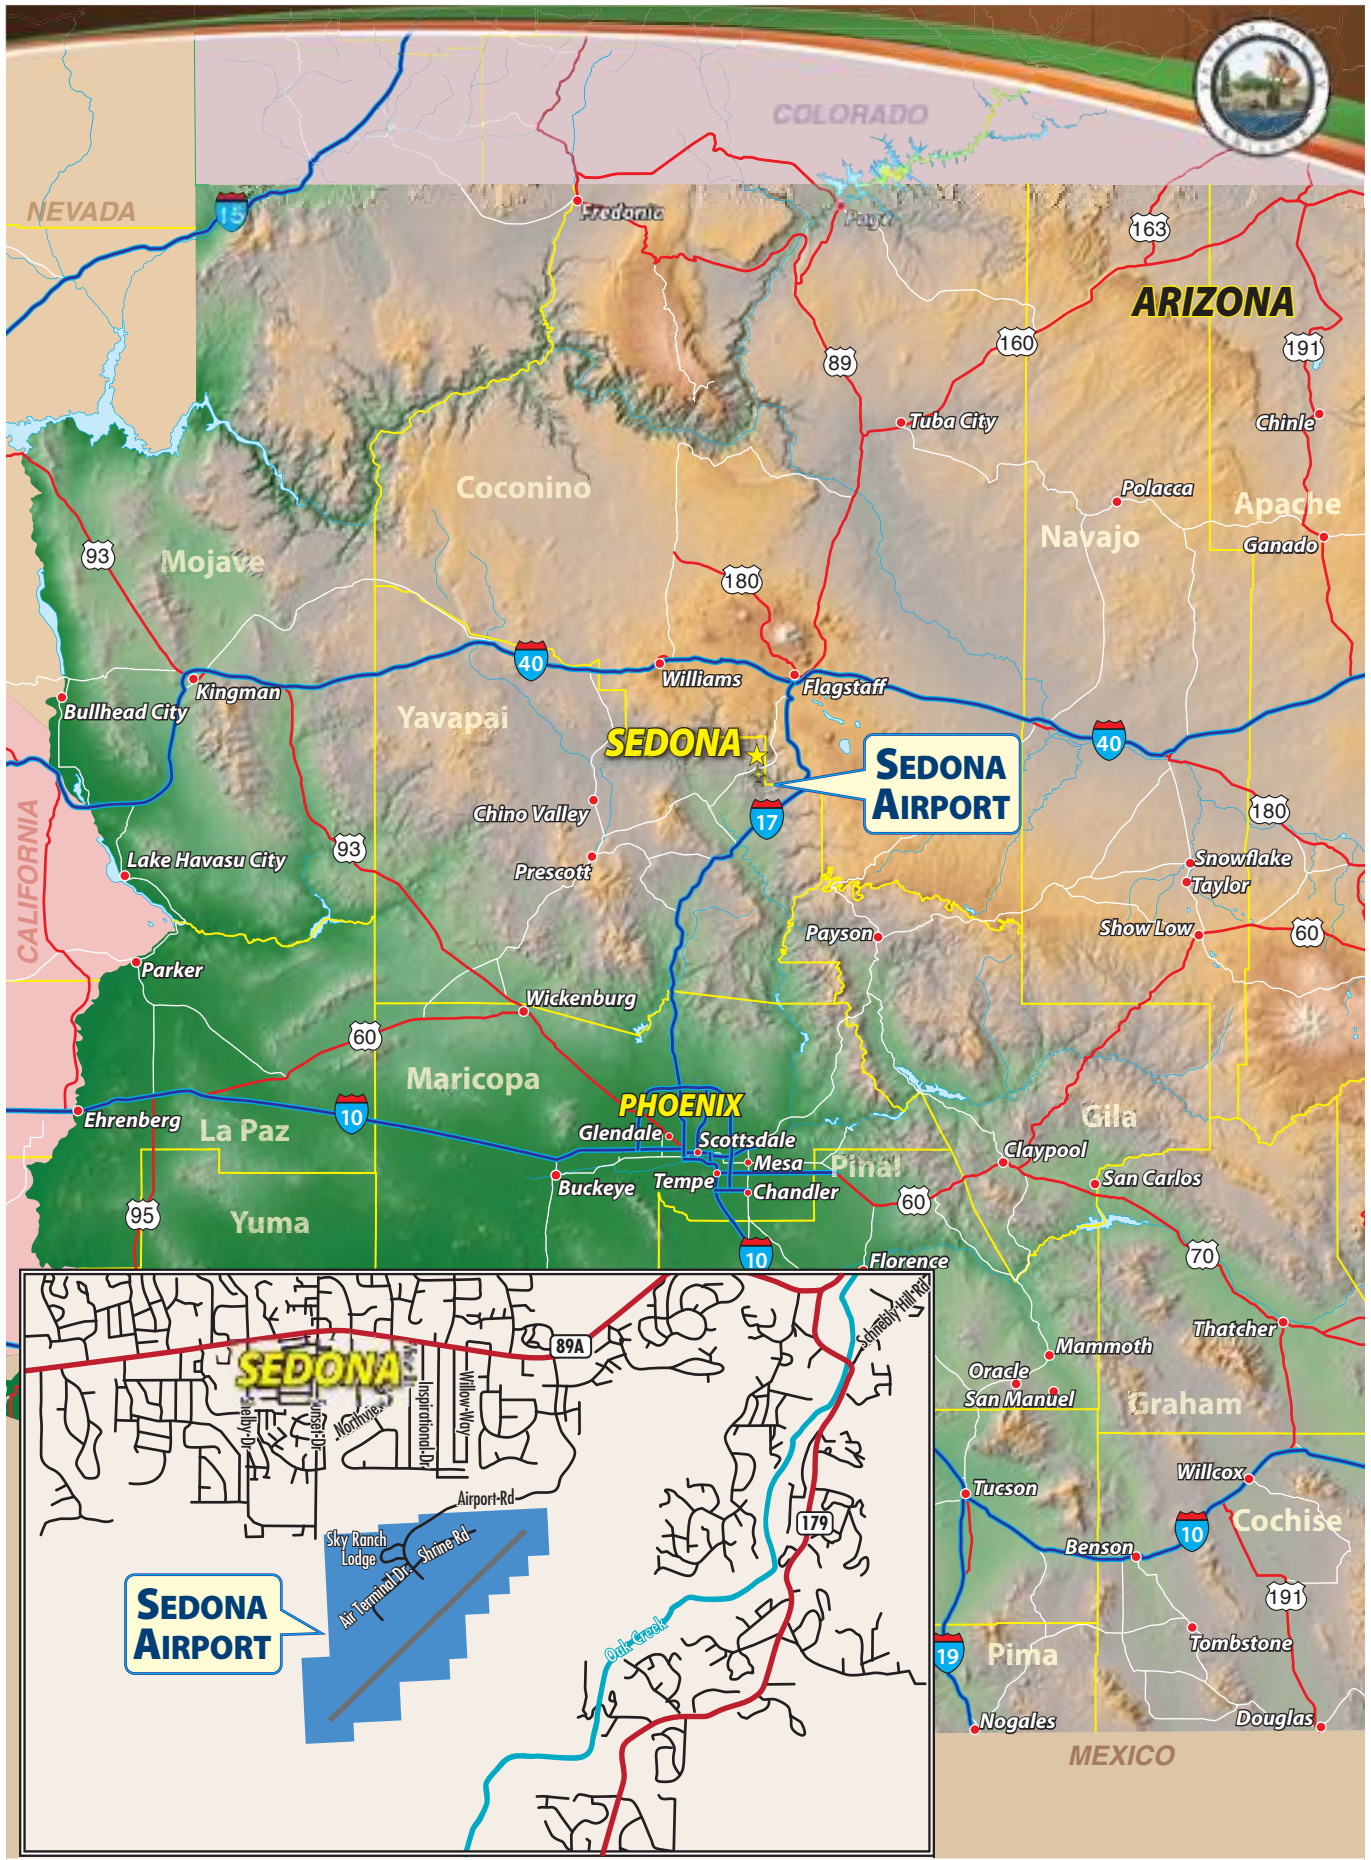 COLORADO
NEVADA
15
Fredonia
Page
163
ARIZONA
160
191
89
Tuba City
Chinle
Coconino
Polacca
Apache
Navajo
Ganado
93
Mojave
180
40
Williams
Flagstaff
Kingman
Bullhead City
Yavapai
SEDONA
40
SEDONA
AIRPORT
Chino Valley
17
180
CALIFORNIA
93
Lake Havasu City
Prescott
Snowflake
Taylor
Payson
Show Low
60
Parker
Wickenburg
60
Maricopa
PHOENIX
10
Ehrenberg
La Paz
Glendale
Scottsdale
Gila
Claypool
Mesa
Pinal
Buckeye
Tempe
Chandler
San Carlos
60
95
Yuma
10
Florence
70
Schnebly Hill Rd
89A
Thatcher
Mammoth
SEDONA
Oracle
San Manuel
Graham
Shelby Dr
Northview
Inspirational Dr
Willow Way
Willcox
Tucson
Airport Rd
179
10
Cochise
Sky Ranch
Lodge
Shrine Rd
Air Terminal Dr.
Benson
191
SEDONA
AIRPORT
Oak Creek
19
Pima
Tombstone
Nogales
Douglas
MEXICO